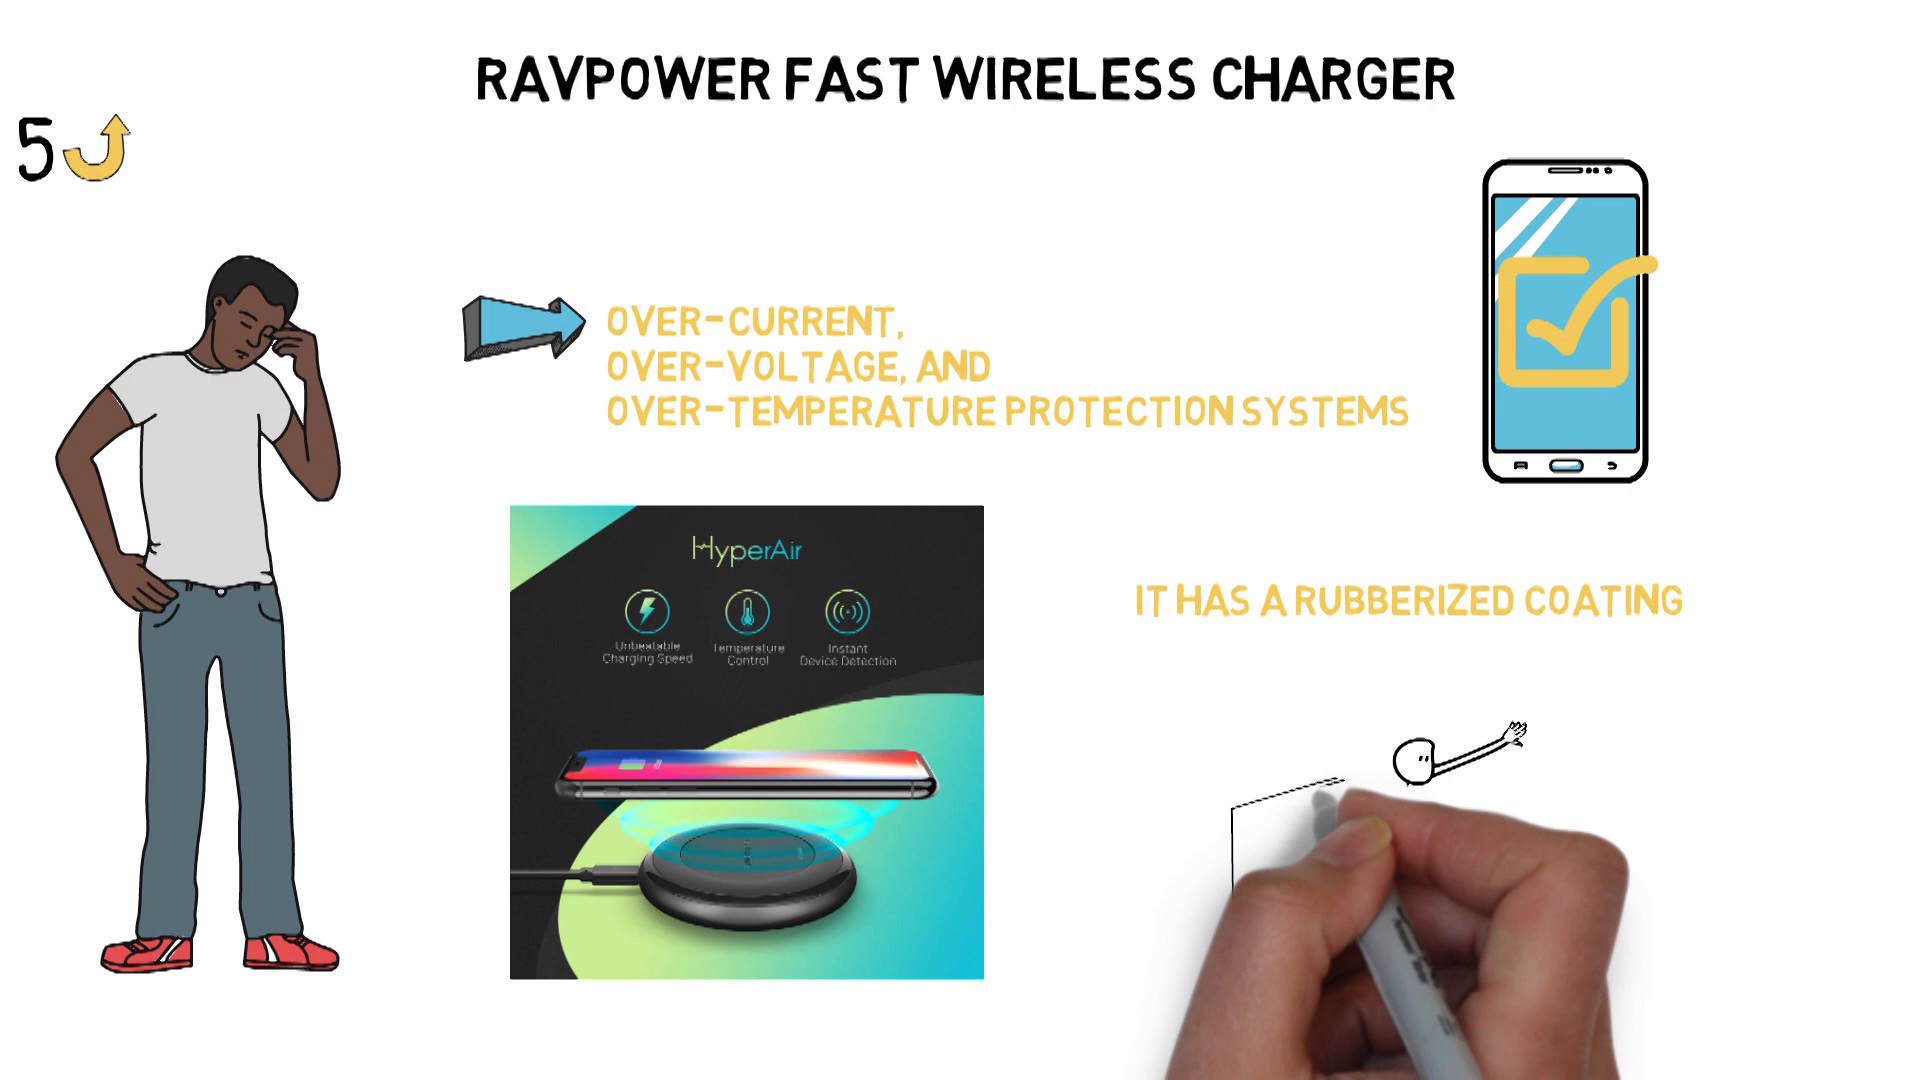 RAVPOWER FAST WIRELESS CHARGER
5
OVER-CURRENT,
OVER-VOLTAGE, AND
OVER-TEMPERATURE PROTECTION SYSTEMS
HyperAir
Unbeatable
Charging Speed
Temperature
Control
Instant
Device Detection
IT HAS A RUBBERIZED COATING